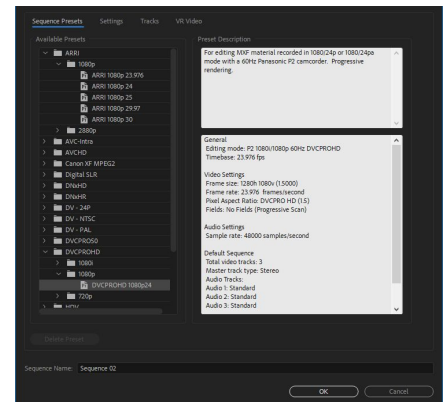 Sequence Presets Settings Tracks VR Video
Available Presets
ARRI
1080p
ARRI 1080p 23.976
ARRI 1080p 24
ARRI 1080p 25
ARRI 1080p 29.97
ARRI 1080p 30
2880p
AVC-Intra
AVCHD
Canon XF MPEG2
Digital SLR
DNxHD
DNxHR
DV - 24P
DV - NTSC
DV - PAL
DVCPRO50
DVCPROHD
1080i
1080p
DVCPROHD 1080p24
720p
HDV
Preset Description
For editing MXF material recorded in 1080/24p or 1080/24pa
mode with a 60Hz Panasonic P2 camcorder. Progressive
rendering.
General
Editing mode: P2 1080i/1080p 60Hz DVCPROHD
Timebase: 23.976 fps
Video Settings
Frame size: 1280h 1080v (1.5000)
Frame rate: 23.976 frames/second
Pixel Aspect Ratio: DVCPRO HD (1.5)
Fields: No Fields (Progressive Scan)
Audio Settings
Sample rate: 48000 samples/second
Default Sequence
Total video tracks: 3
Master track type: Stereo
Audio Tracks:
Audio 1: Standard
Audio 2: Standard
Audio 3: Standard
Delete Preset
Sequence Name: Sequence 02
OK Cancel